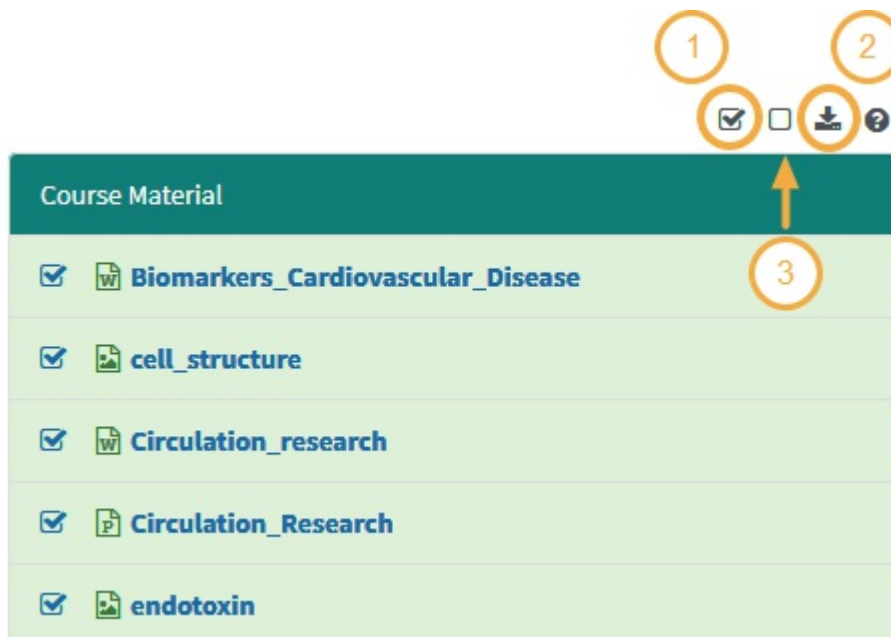 1 2
Course Material
3
Biomarkers_Cardiovascular_Disease
cell_structure
Circulation_research
Circulation_Research
endotoxin